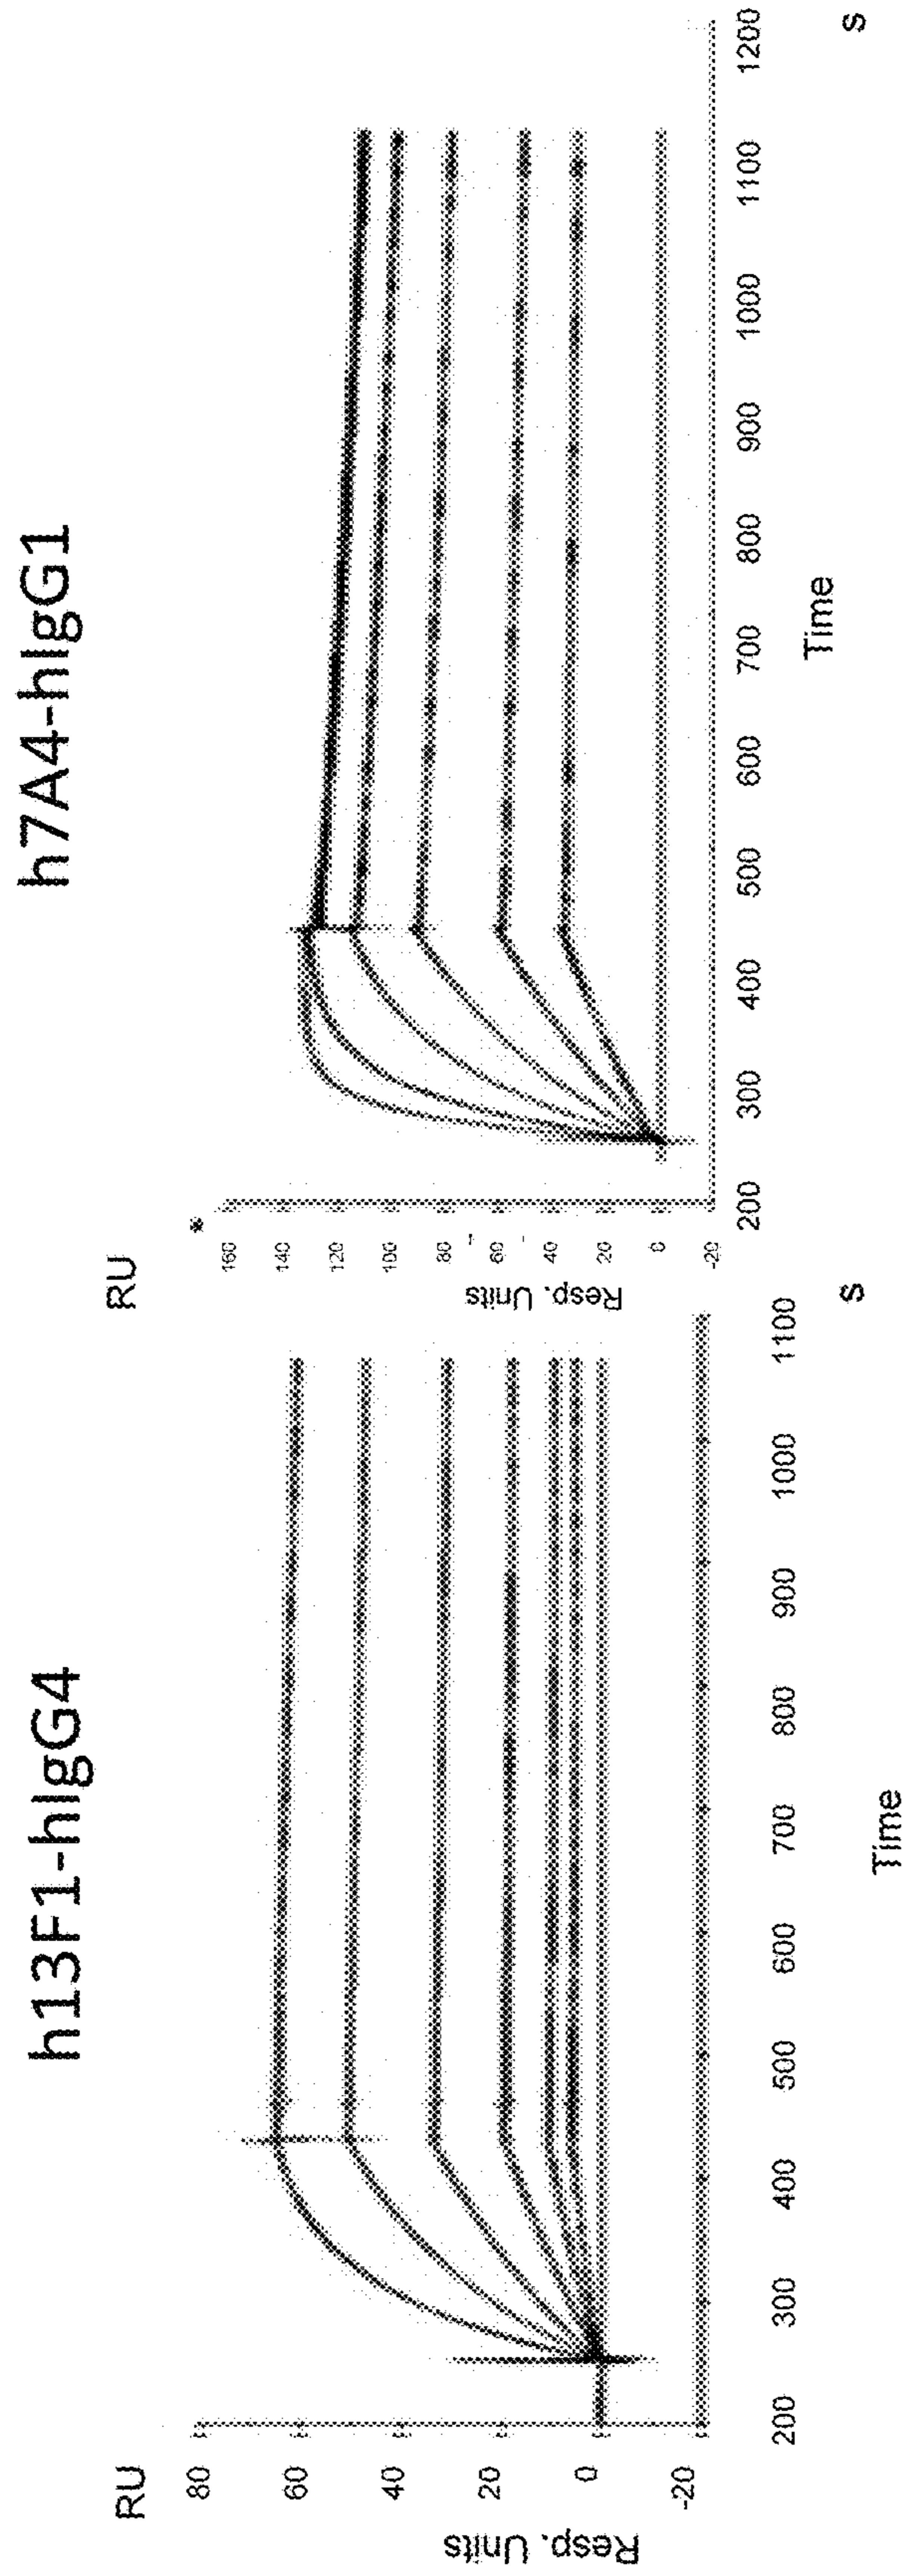 h13F1-hIgG4
RU
80
60
40
20
0
-20
Resp. Units
200 300 400 500 600 700 800 900 1000 1100
Time s
h7A4-hIgG1
RU
*
160
140
120
100
80
60
40
20
0
-20
Resp. Units
200 300 400 500 600 700 800 900 1000 1100 1200
Time s